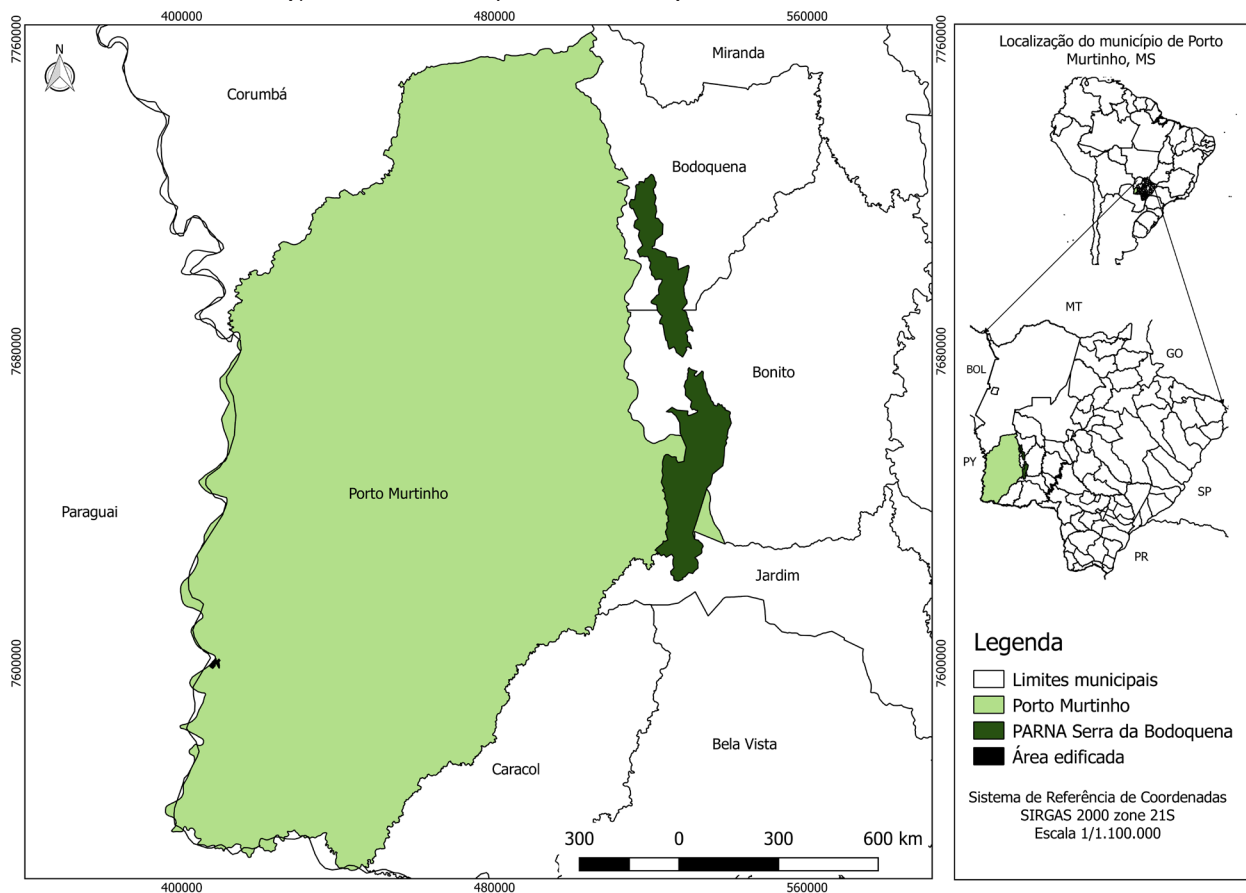 400000
480000
560000
7760000
7680000
7600000
7760000
7680000
7600000
N
Corumbá
Miranda
Bodoquena
Bonito
Porto Murtinho
Paraguai
Jardim
Bela Vista
Caracol
300 0 300 600 km
400000
480000
560000
Localização do município de Porto
Murtinho, MS
MT
GO
BOL
PY
SP
PR
Legenda
Limites municipais
Porto Murtinho
PARNA Serra da Bodoquena
Área edificada
Sistema de Referência de Coordenadas
SIRGAS 2000 zone 21S
Escala 1/1.100.000